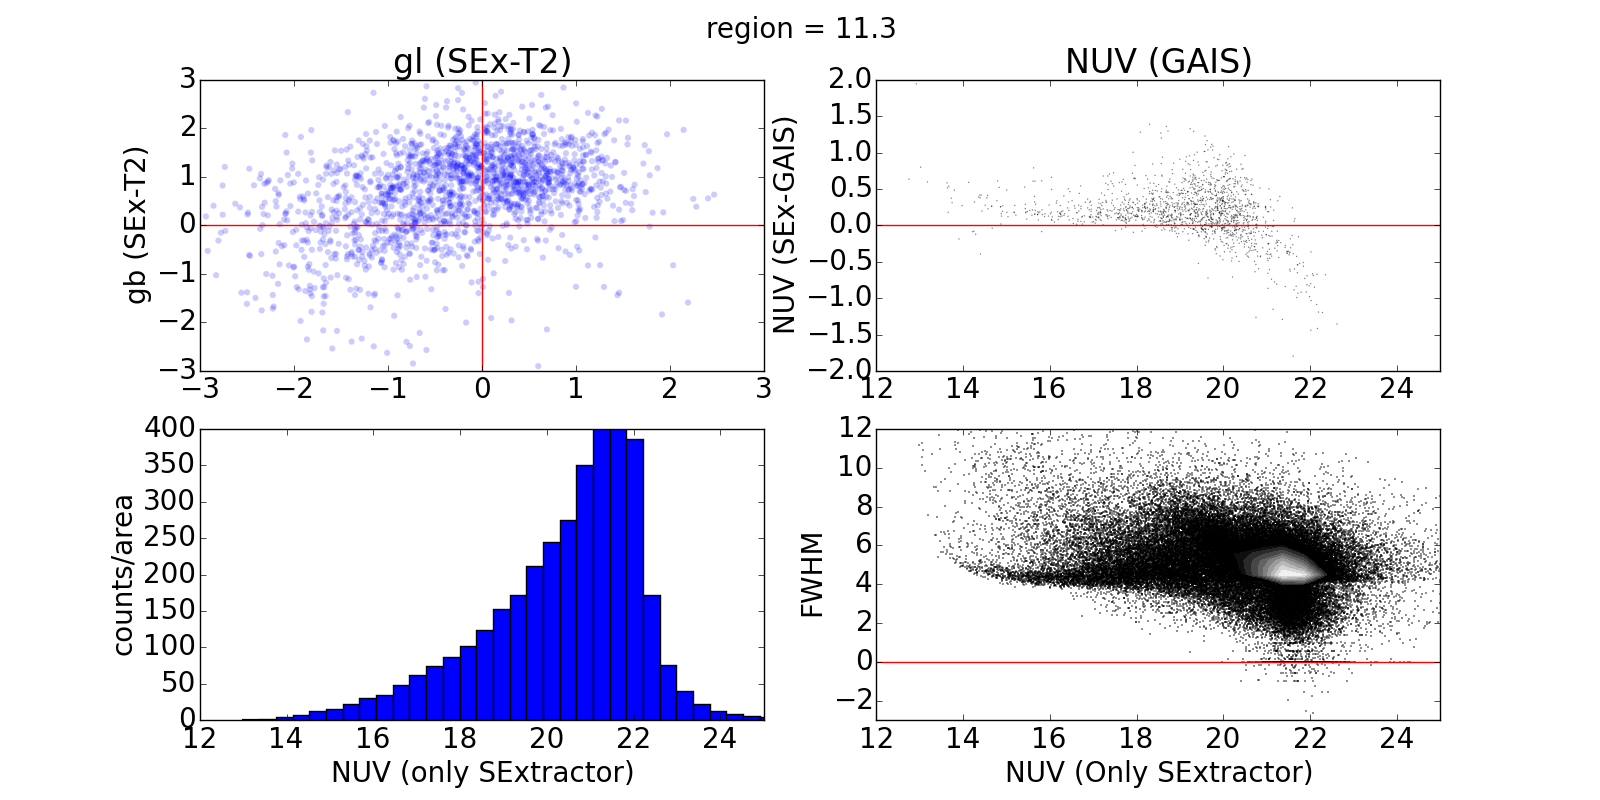 region = 11.3
gl (SEx-T2)
NUV (GAIS)
gb (SEx-T2)
3
2
1
0
−1
−2
−3
−3 −2 −1 0 1 2 3
NUV (SEx-GAIS)
2.0
1.5
1.0
0.5
0.0
−0.5
−1.0
−1.5
−2.0
12 14 16 18 20 22 24
counts/area
400
350
300
250
200
150
100
50
0
12 14 16 18 20 22 24
NUV (only SExtractor)
FWHM
12
10
8
6
4
2
0
−2
12 14 16 18 20 22 24
NUV (Only SExtractor)